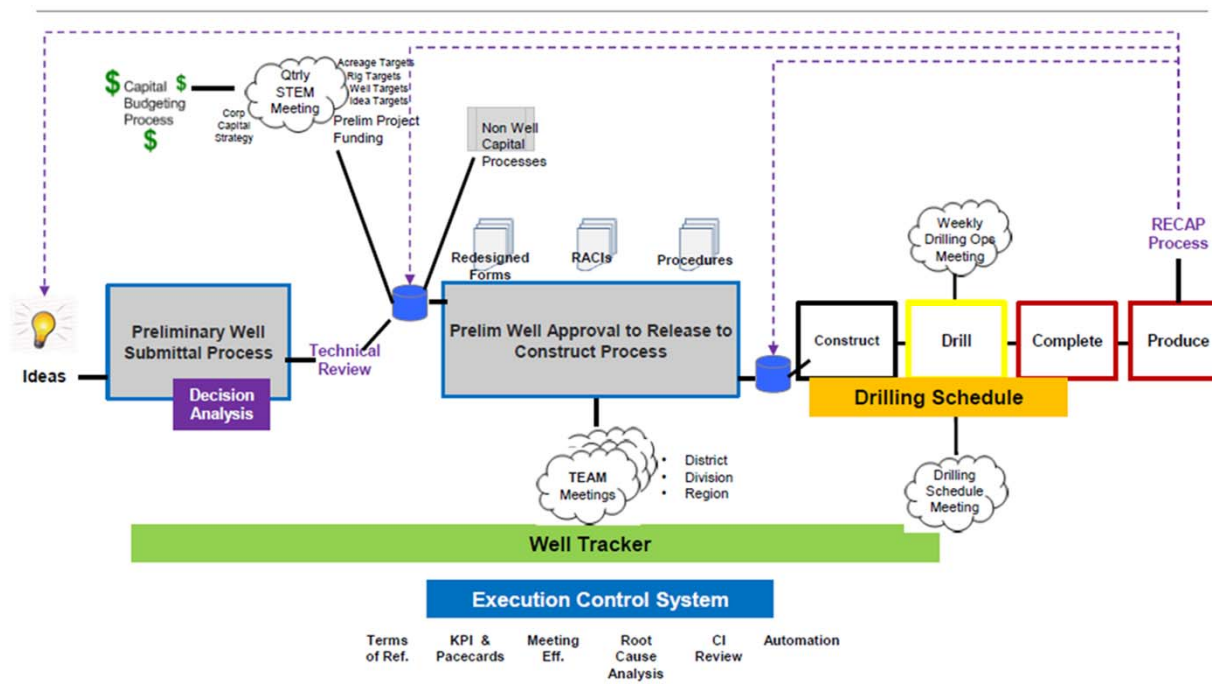 $ Capital $
Budgeting
Process
$
Corp
Capital
Strategy
Qtrly
STEM
Meeting
Acreage Targets
Rig Targets
Well Targets
Idea Targets
Prelim Project
Funding
Non Well
Capital
Processes
Redesigned
Forms
RACIs
Procedures
Weekly
Drilling Ops
Meeting
RECAP
Process
Ideas
Preliminary Well
Submittal Process
Decision
Analysis
Technical
Review
Prelim Well Approval to Release to
Construct Process
Construct
Drill
Complete
Produce
Drilling Schedule
TEAM
Meetings
• District
• Division
• Region
Drilling
Schedule
Meeting
Well Tracker
Execution Control System
Terms
of Ref.
KPI &
Pacecards
Meeting
Eff.
Root
Cause
Analysis
CI
Review
Automation